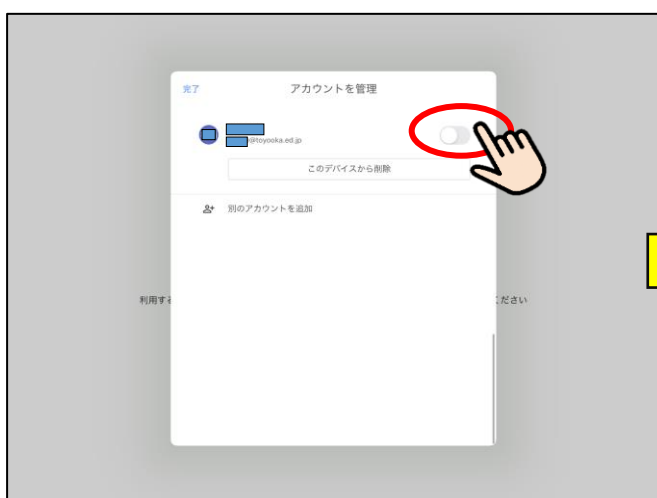 完了
アカウントを管理
@toyooka.ed.jp
このデバイスから削除
別のアカウントを追加
利用す
ください